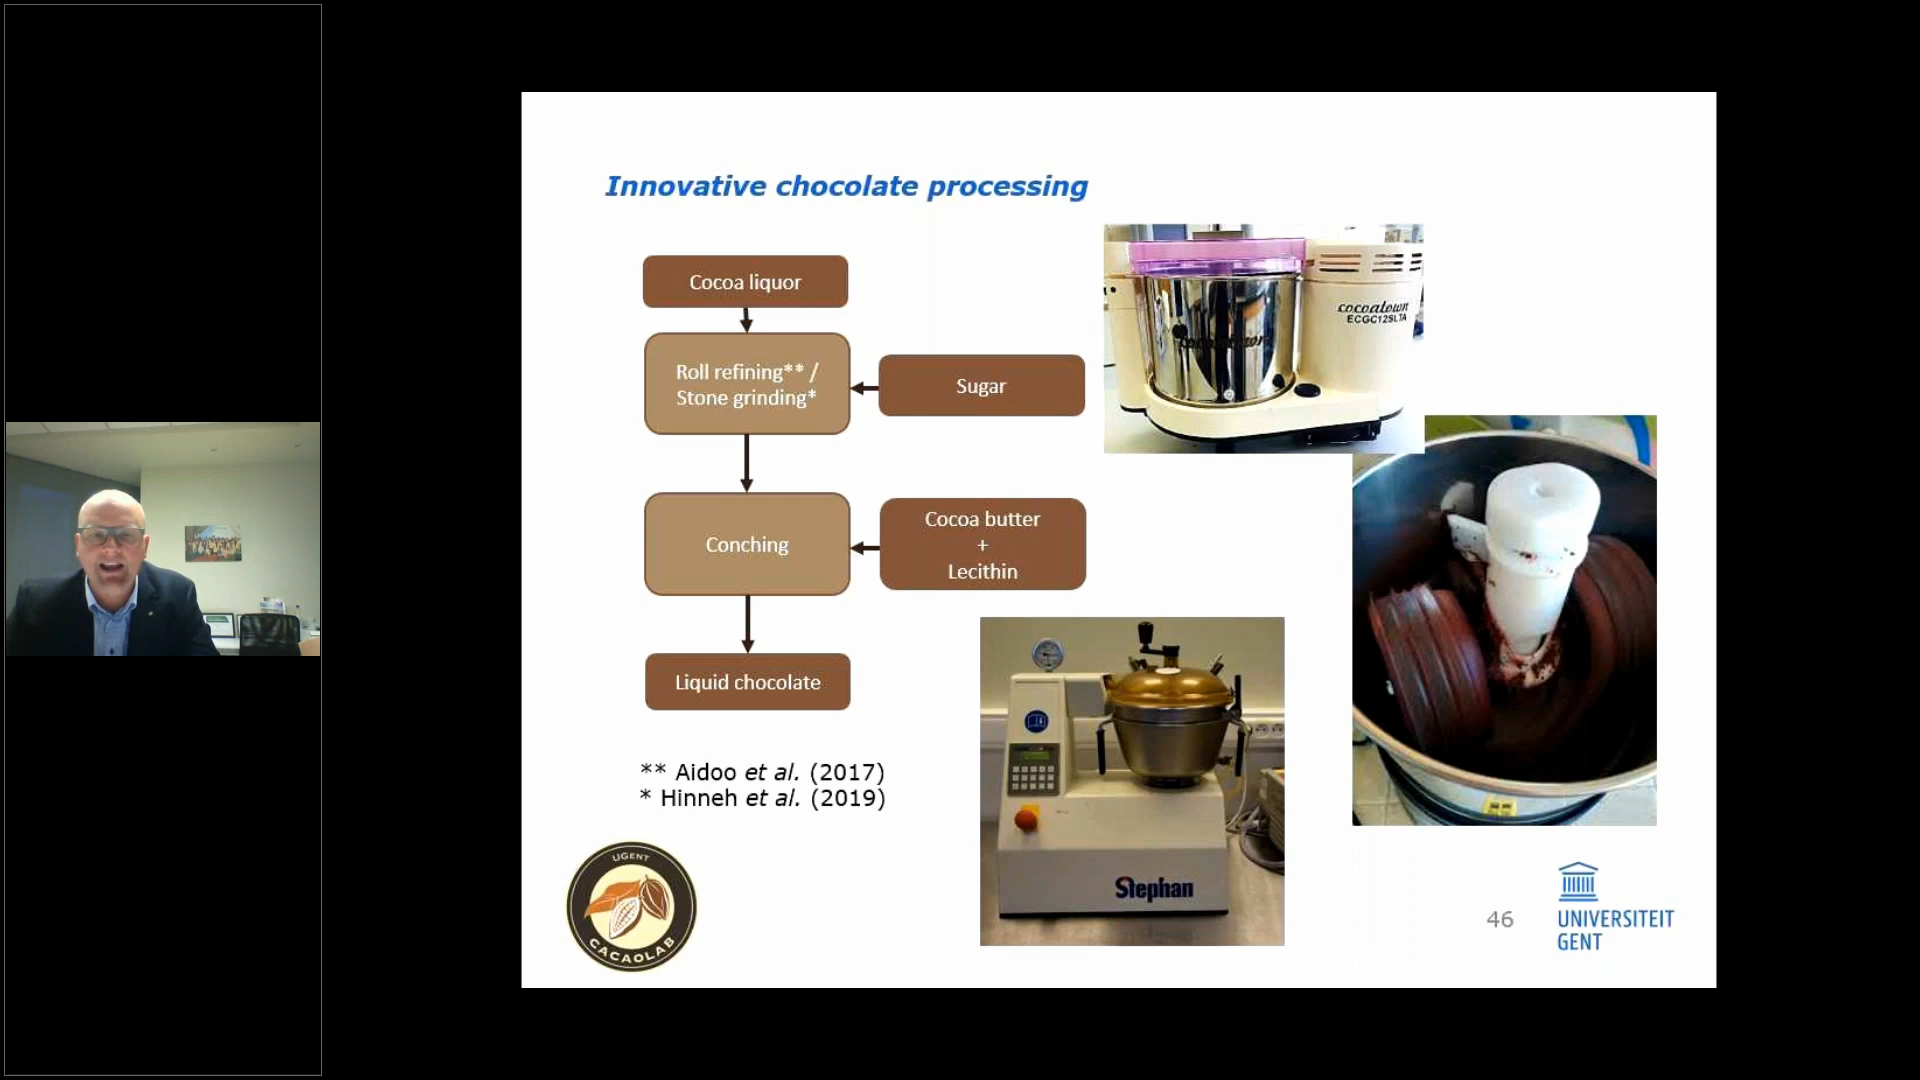 Innovative chocolate processing
Cocoa liquor
Roll refining** /
Stone grinding*
Sugar
Conching
Cocoa butter
+
Lecithin
Liquid chocolate
** Aidoo et al. (2017)
* Hinneh et al. (2019)
cocoatown
ECGC12SLTA
cocoatown
Stephan
UGENT
CACAOLAB
46
UNIVERSITEIT
GENT